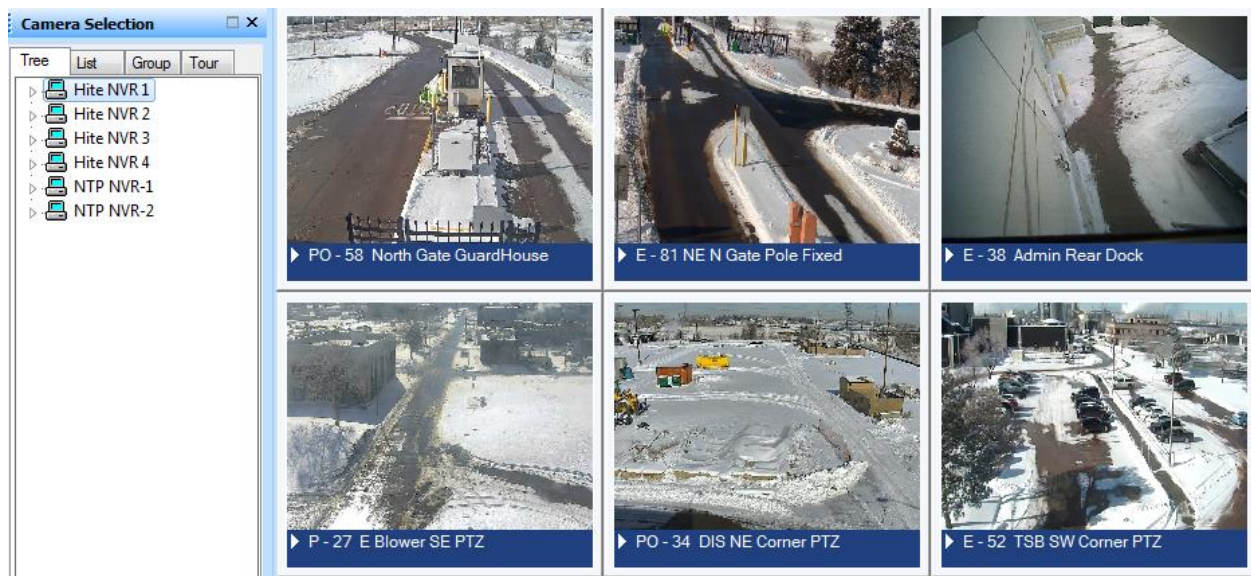 Camera Selection
Tree List Group Tour
Hite NVR 1
Hite NVR 2
Hite NVR 3
Hite NVR 4
NTP NVR-1
NTP NVR-2
PO - 58 North Gate GuardHouse
E - 81 NE N Gate Pole Fixed
E - 38 Admin Rear Dock
P - 27 E Blower SE PTZ
PO - 34 DIS NE Corner PTZ
E - 52 TSB SW Corner PTZ